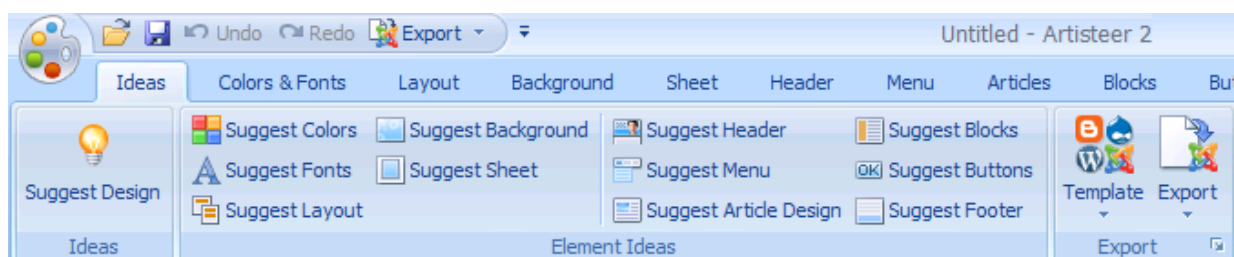 Undo Redo Export
Untitled - Artisteer 2
Ideas Colors & Fonts Layout Background Sheet Header Menu Articles Blocks
Suggest Design
Suggest Colors Suggest Background Suggest Header Suggest Blocks
Suggest Fonts Suggest Sheet Suggest Menu OK Suggest Buttons
Suggest Layout Suggest Article Design Suggest Footer
Template Export
Ideas Element Ideas Export